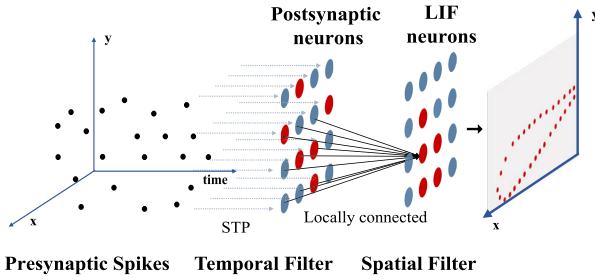 Postsynaptic
neurons
LIF
neurons
y
y
time
x
x
STP
Locally connected
Presynaptic Spikes
Temporal Filter
Spatial Filter